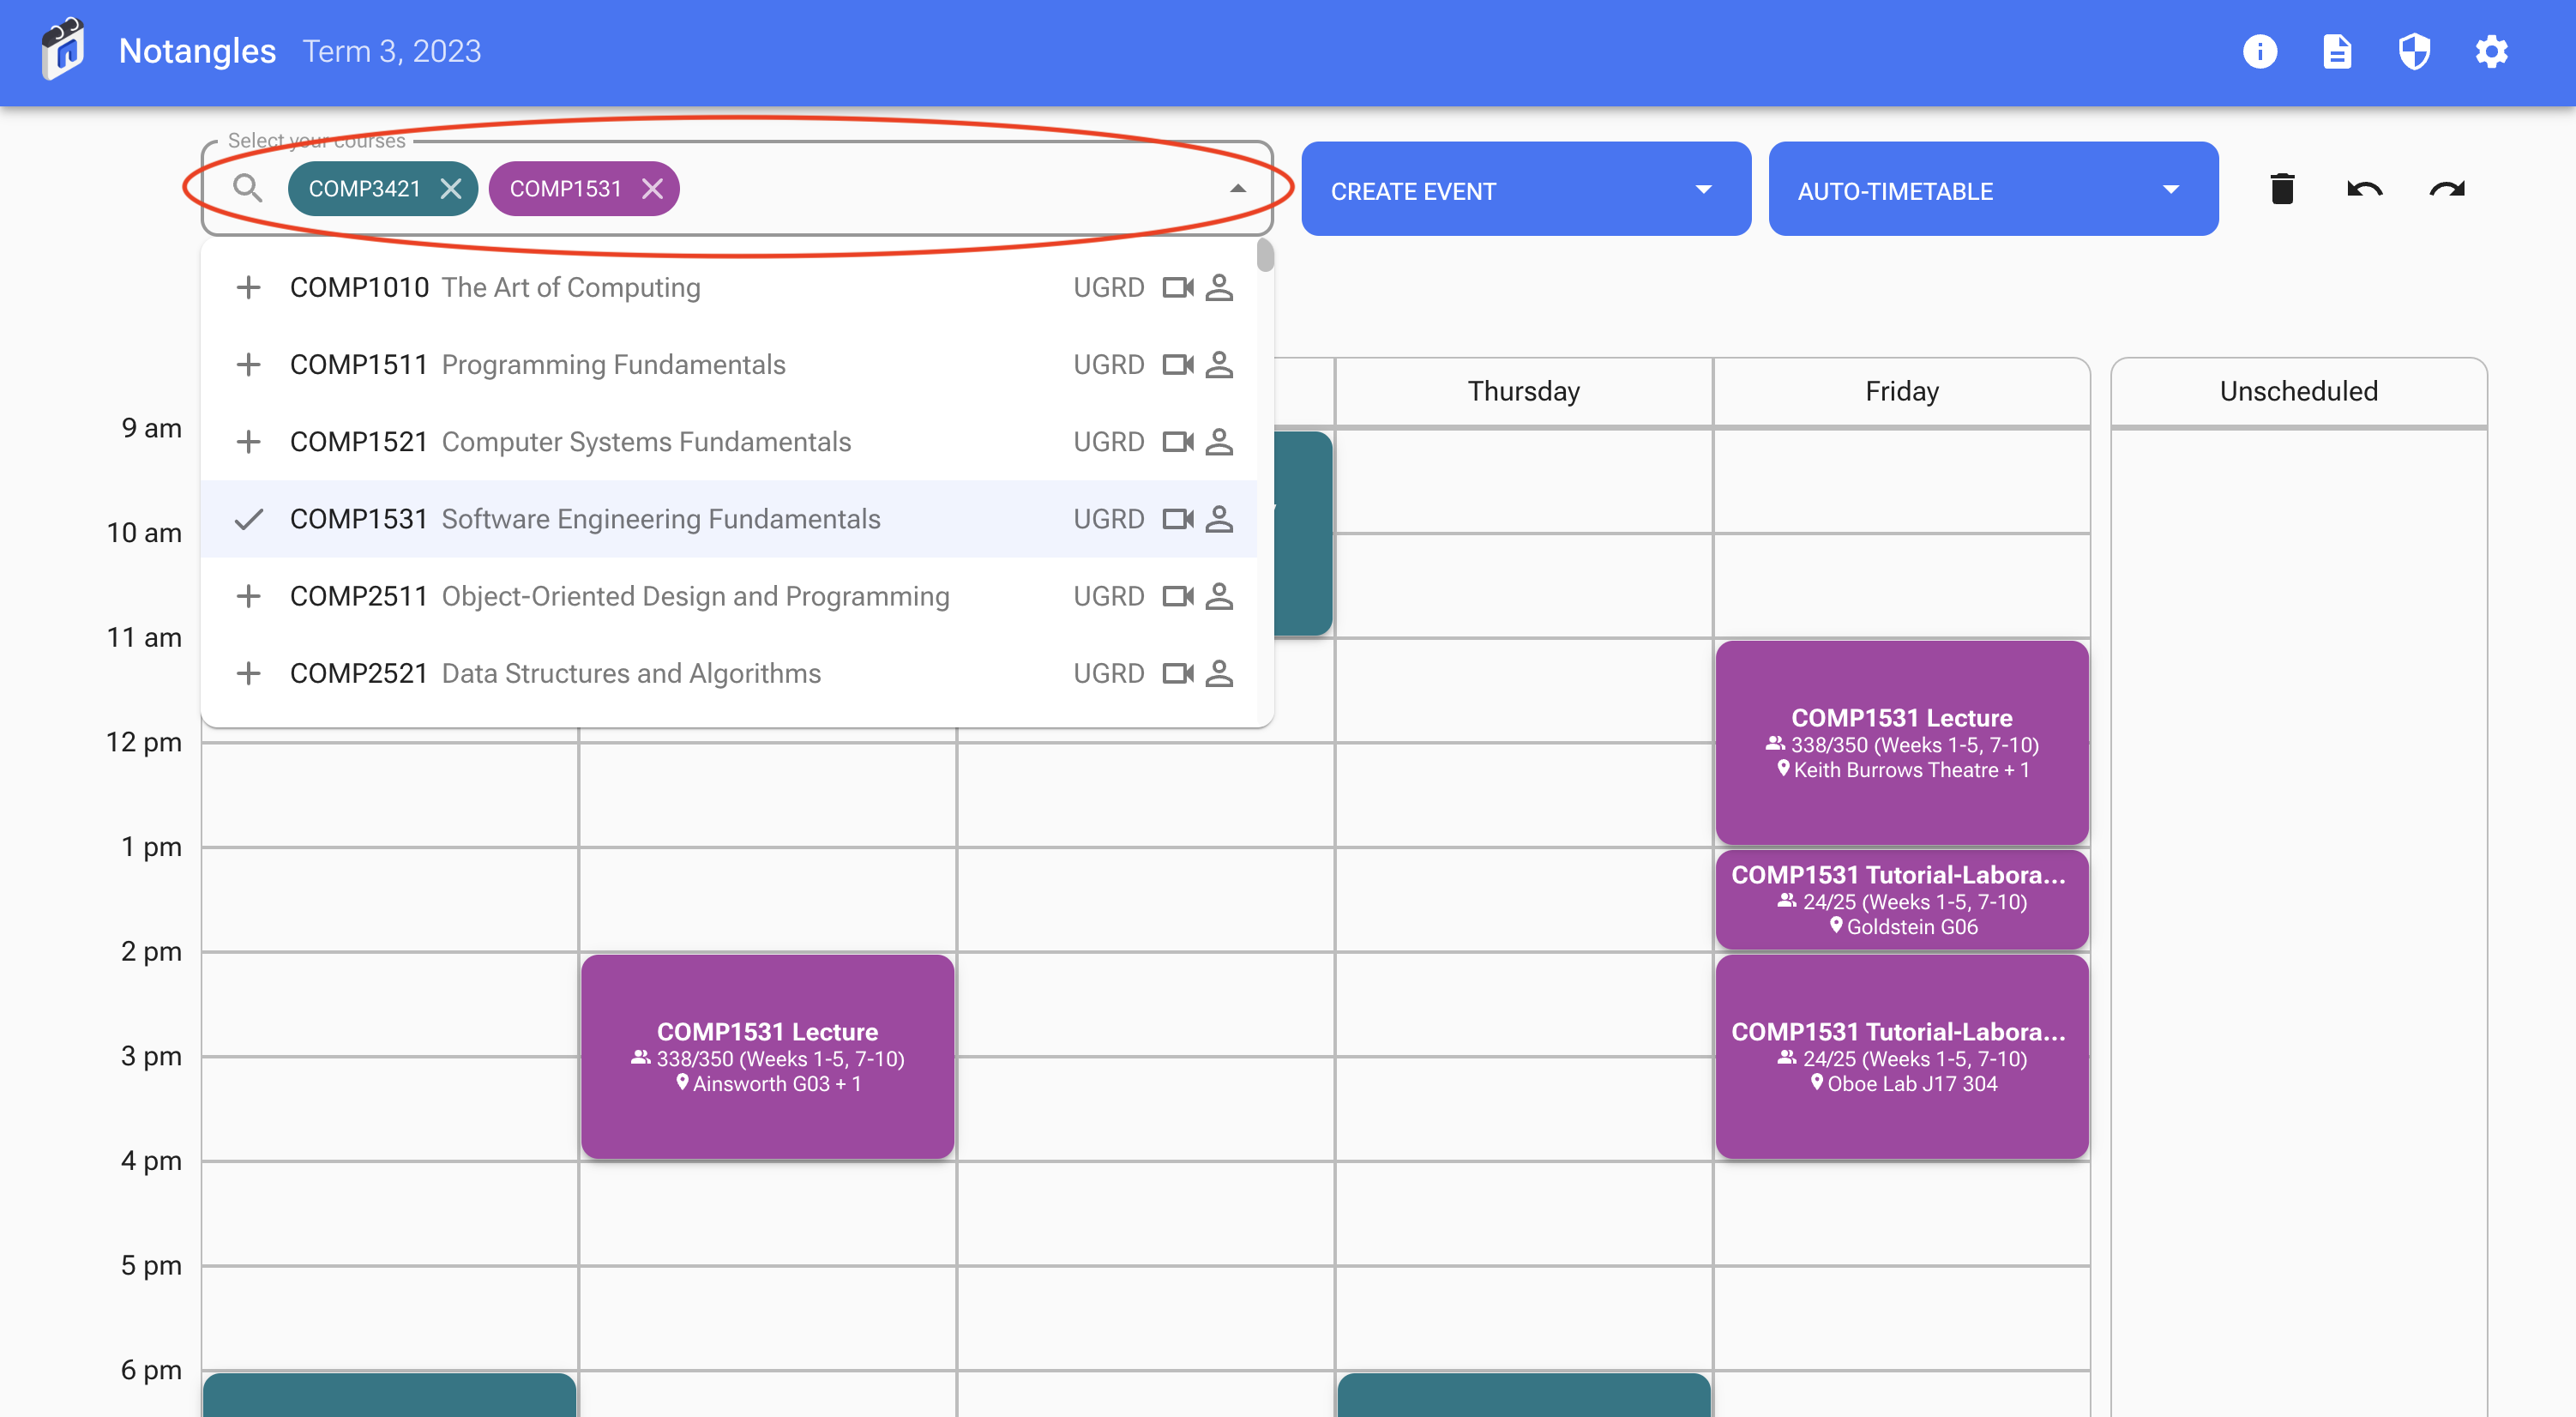 Notangles Term 3, 2023
Select your courses
COMP3421 COMP1531
CREATE EVENT
AUTO-TIMETABLE
COMP1010 The Art of Computing UGRD
COMP1511 Programming Fundamentals UGRD
COMP1521 Computer Systems Fundamentals UGRD
COMP1531 Software Engineering Fundamentals UGRD
COMP2511 Object-Oriented Design and Programming UGRD
COMP2521 Data Structures and Algorithms UGRD
Thursday
Friday
Unscheduled
9 am
10 am
11 am
12 pm
1 pm
2 pm
3 pm
4 pm
5 pm
6 pm
COMP1531 Lecture
338/350 (Weeks 1-5, 7-10)
Ainsworth G03 + 1
COMP1531 Lecture
338/350 (Weeks 1-5, 7-10)
Keith Burrows Theatre + 1
COMP1531 Tutorial-Labora...
24/25 (Weeks 1-5, 7-10)
Goldstein G06
COMP1531 Tutorial-Labora...
24/25 (Weeks 1-5, 7-10)
Oboe Lab J17 304